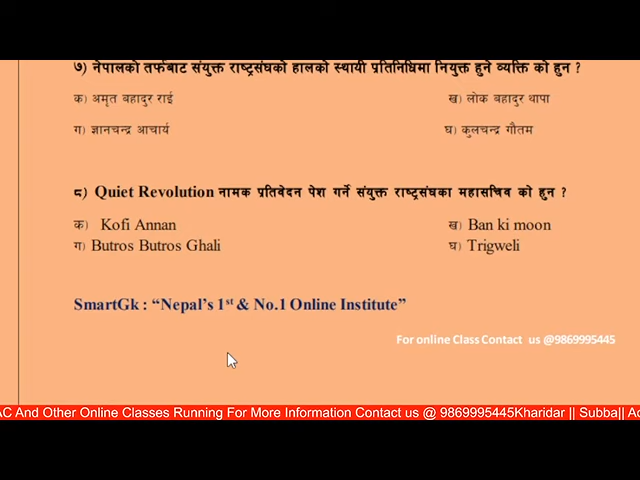 ७) नेपालको तर्फबाट संयुक्त राष्ट्रसंघको हालको स्थायी प्रतिनिधिमा नियुक्त हुने व्यक्ति को हुन ?
क) अमृत बहादुर राई ख) लोक बहादुर थापा
ग) ज्ञानचन्द्र आचार्य घ) कुलचन्द्र गौतम
८) Quiet Revolution नामक प्रतिवेदन पेश गर्ने संयुक्त राष्ट्रसंघका महासचिव को हुन ?
क) Kofi Annan ख) Ban ki moon
ग) Butros Butros Ghali घ) Trigweli
SmartGk : “Nepal’s 1st & No.1 Online Institute”
For online Class Contact us @9869995445
AC And Other Online Classes Running For More Information Contact us @ 9869995445Kharidar || Subba|| Ac